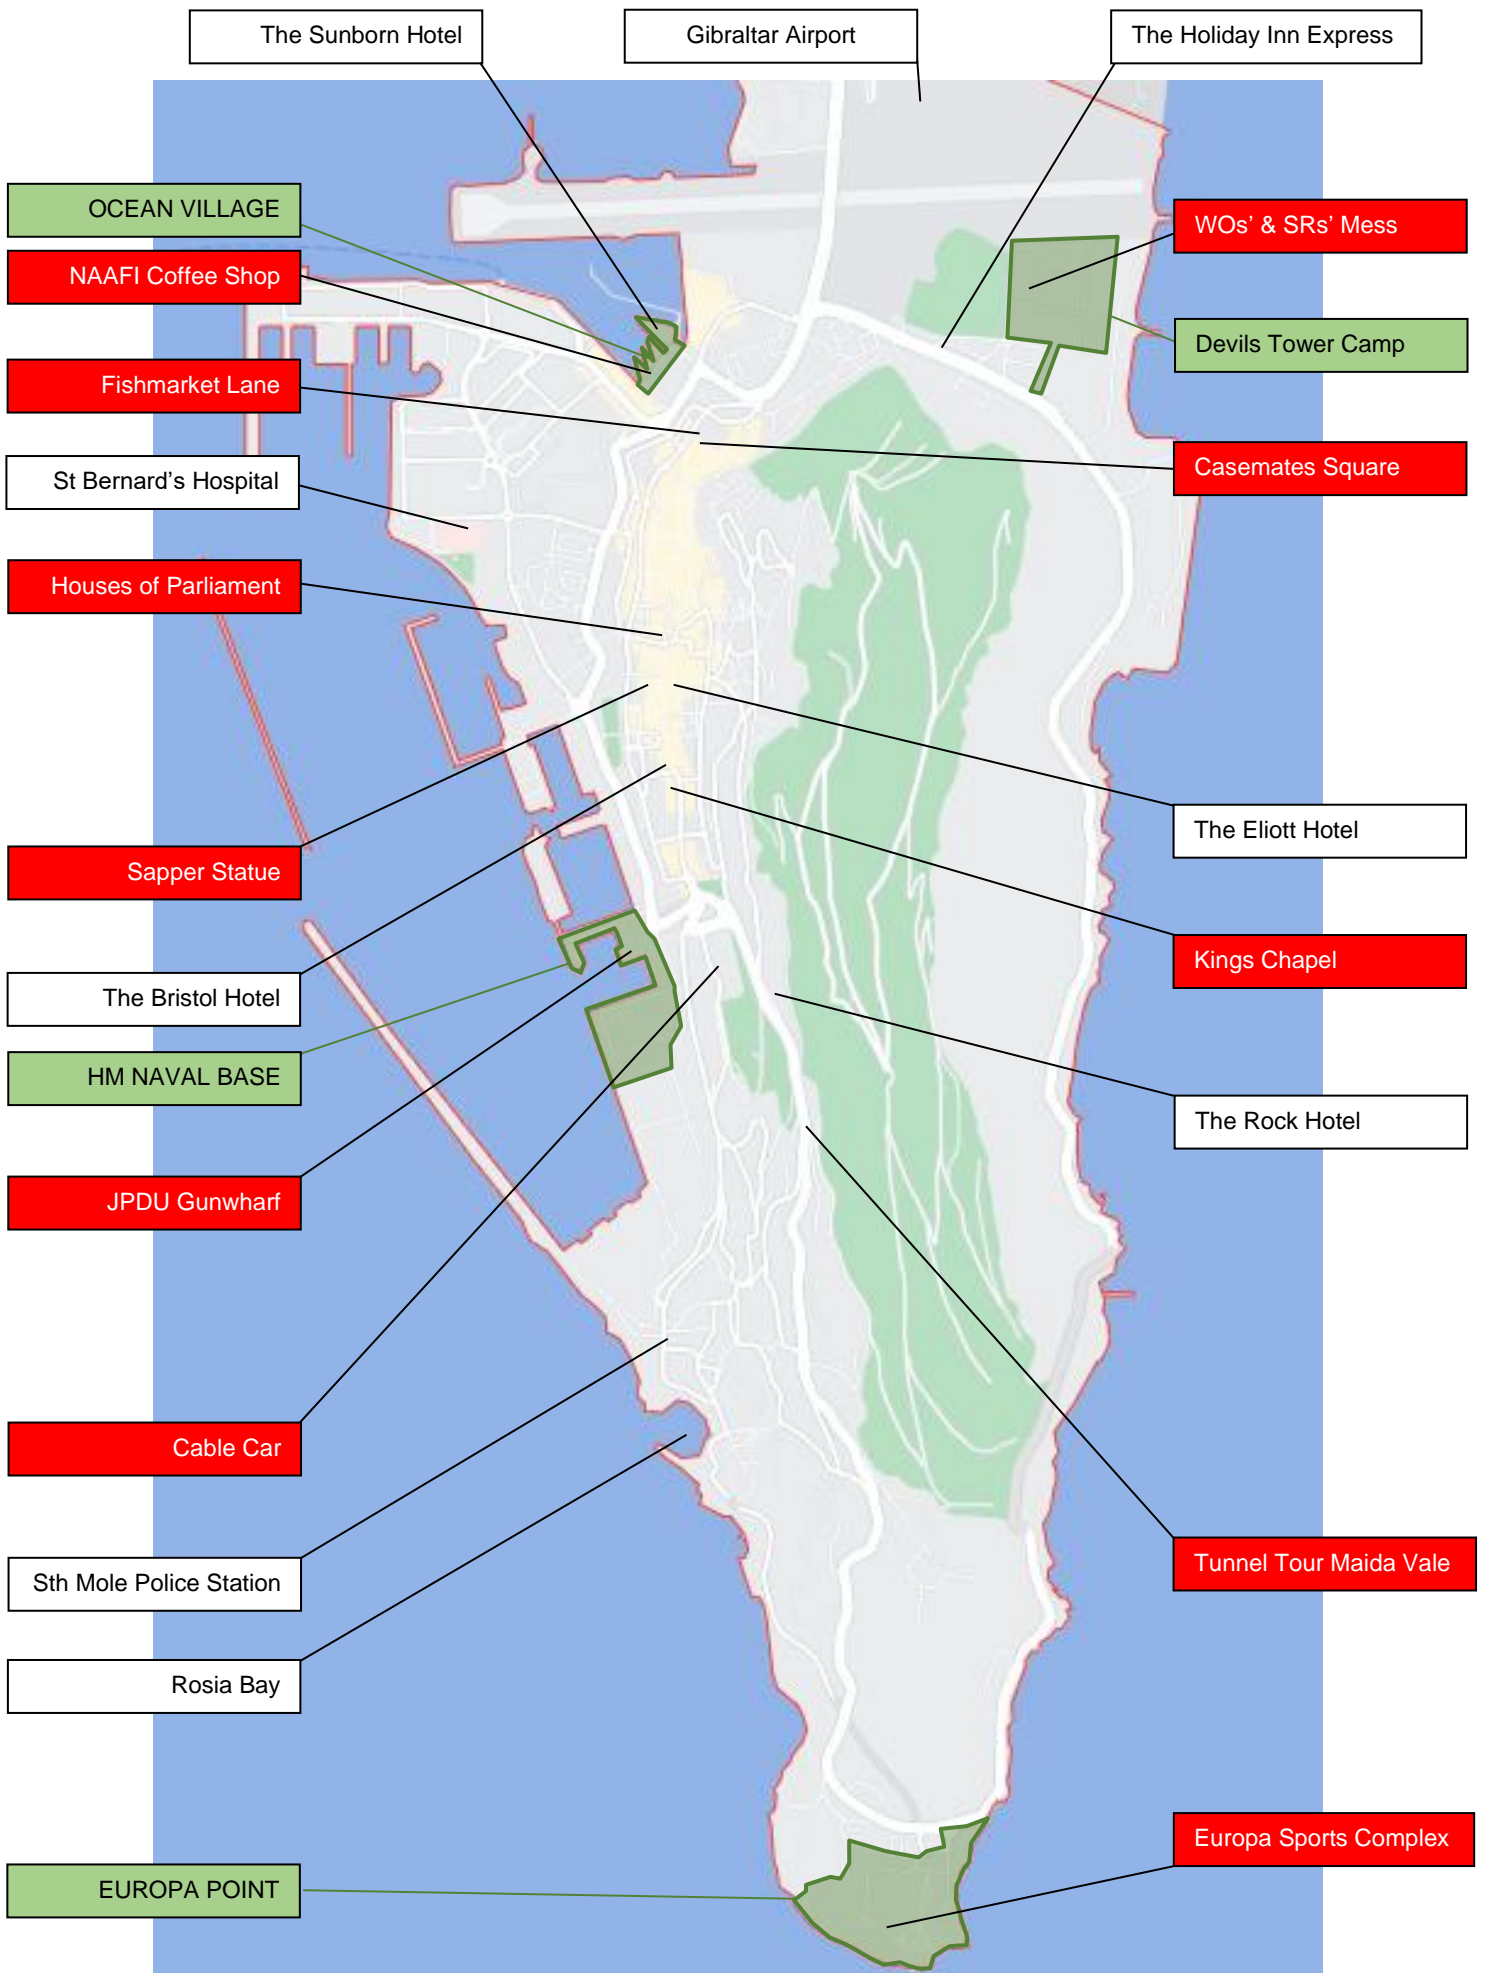 The Sunborn Hotel
Gibraltar Airport
The Holiday Inn Express
OCEAN VILLAGE
WOs’ & SRs’ Mess
NAAFI Coffee Shop
Devils Tower Camp
Fishmarket Lane
Casemates Square
St Bernard’s Hospital
Houses of Parliament
The Eliott Hotel
Sapper Statue
Kings Chapel
The Bristol Hotel
HM NAVAL BASE
The Rock Hotel
JPDU Gunwharf
Cable Car
Tunnel Tour Maida Vale
Sth Mole Police Station
Rosia Bay
Europa Sports Complex
EUROPA POINT